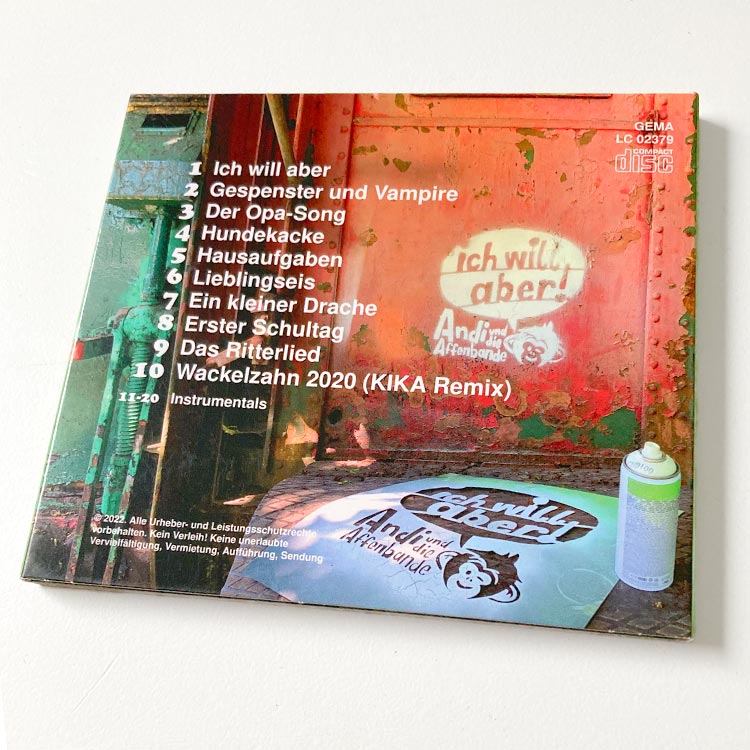 GEMA
LC 02379
COMPACT
disc
1 Ich will aber
2 Gespenster und Vampire
3 Der Opa-Song
4 Hundekacke
5 Hausaufgaben
6 Lieblingseis
7 Ein kleiner Drache
8 Erster Schultag
9 Das Ritterlied
10 Wackelzahn 2020 (KIKA Remix)
11-20 Instrumentals
ich will
aber!
Andi und die
Affenbande
ich will
aber!
Andi und die
Affenbande
© 2022. Alle Urheber- und Leistungsschutzrechte
vorbehalten. Kein Verleih! Keine unerlaubte
Vervielfältigung, Vermietung, Aufführung, Sendung